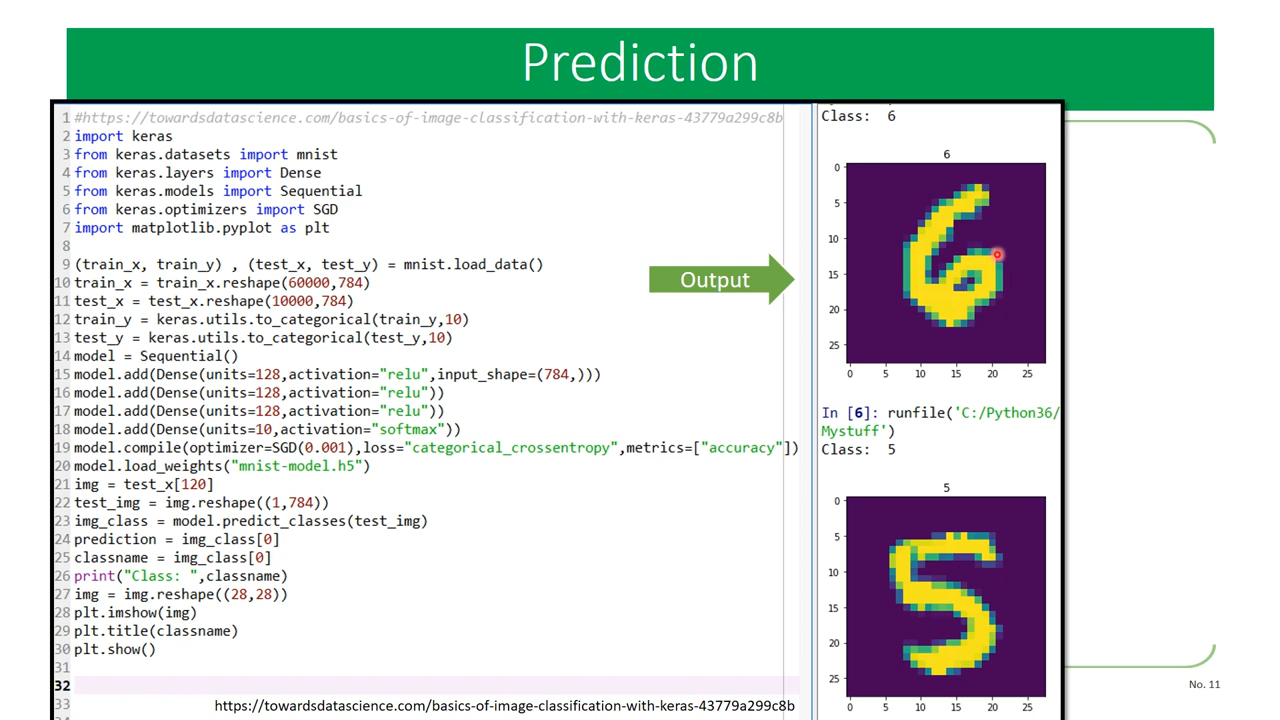 Prediction
1 #https://towardsdatascience.com/basics-of-image-classification-with-keras-43779a299c8b
2 import keras
3 from keras.datasets import mnist
4 from keras.layers import Dense
5 from keras.models import Sequential
6 from keras.optimizers import SGD
7 import matplotlib.pyplot as plt
8
9 (train_x, train_y) , (test_x, test_y) = mnist.load_data()
10 train_x = train_x.reshape(60000,784)
11 test_x = test_x.reshape(10000,784)
12 train_y = keras.utils.to_categorical(train_y,10)
13 test_y = keras.utils.to_categorical(test_y,10)
14 model = Sequential()
15 model.add(Dense(units=128,activation="relu",input_shape=(784,)))
16 model.add(Dense(units=128,activation="relu"))
17 model.add(Dense(units=128,activation="relu"))
18 model.add(Dense(units=10,activation="softmax"))
19 model.compile(optimizer=SGD(0.001),loss="categorical_crossentropy",metrics=["accuracy"])
20 model.load_weights("mnist-model.h5")
21 img = test_x[120]
22 test_img = img.reshape((1,784))
23 img_class = model.predict_classes(test_img)
24 prediction = img_class[0]
25 classname = img_class[0]
26 print("Class: ",classname)
27 img = img.reshape((28,28))
28 plt.imshow(img)
29 plt.title(classname)
30 plt.show()
31
32
33
https://towardsdatascience.com/basics-of-image-classification-with-keras-43779a299c8b
Output
Class: 6
6
0
5
10
15
20
25
0 5 10 15 20 25
In [6]: runfile('C:/Python36/
Mystuff')
Class: 5
5
0
5
10
15
20
25
0 5 10 15 20 25
No. 11